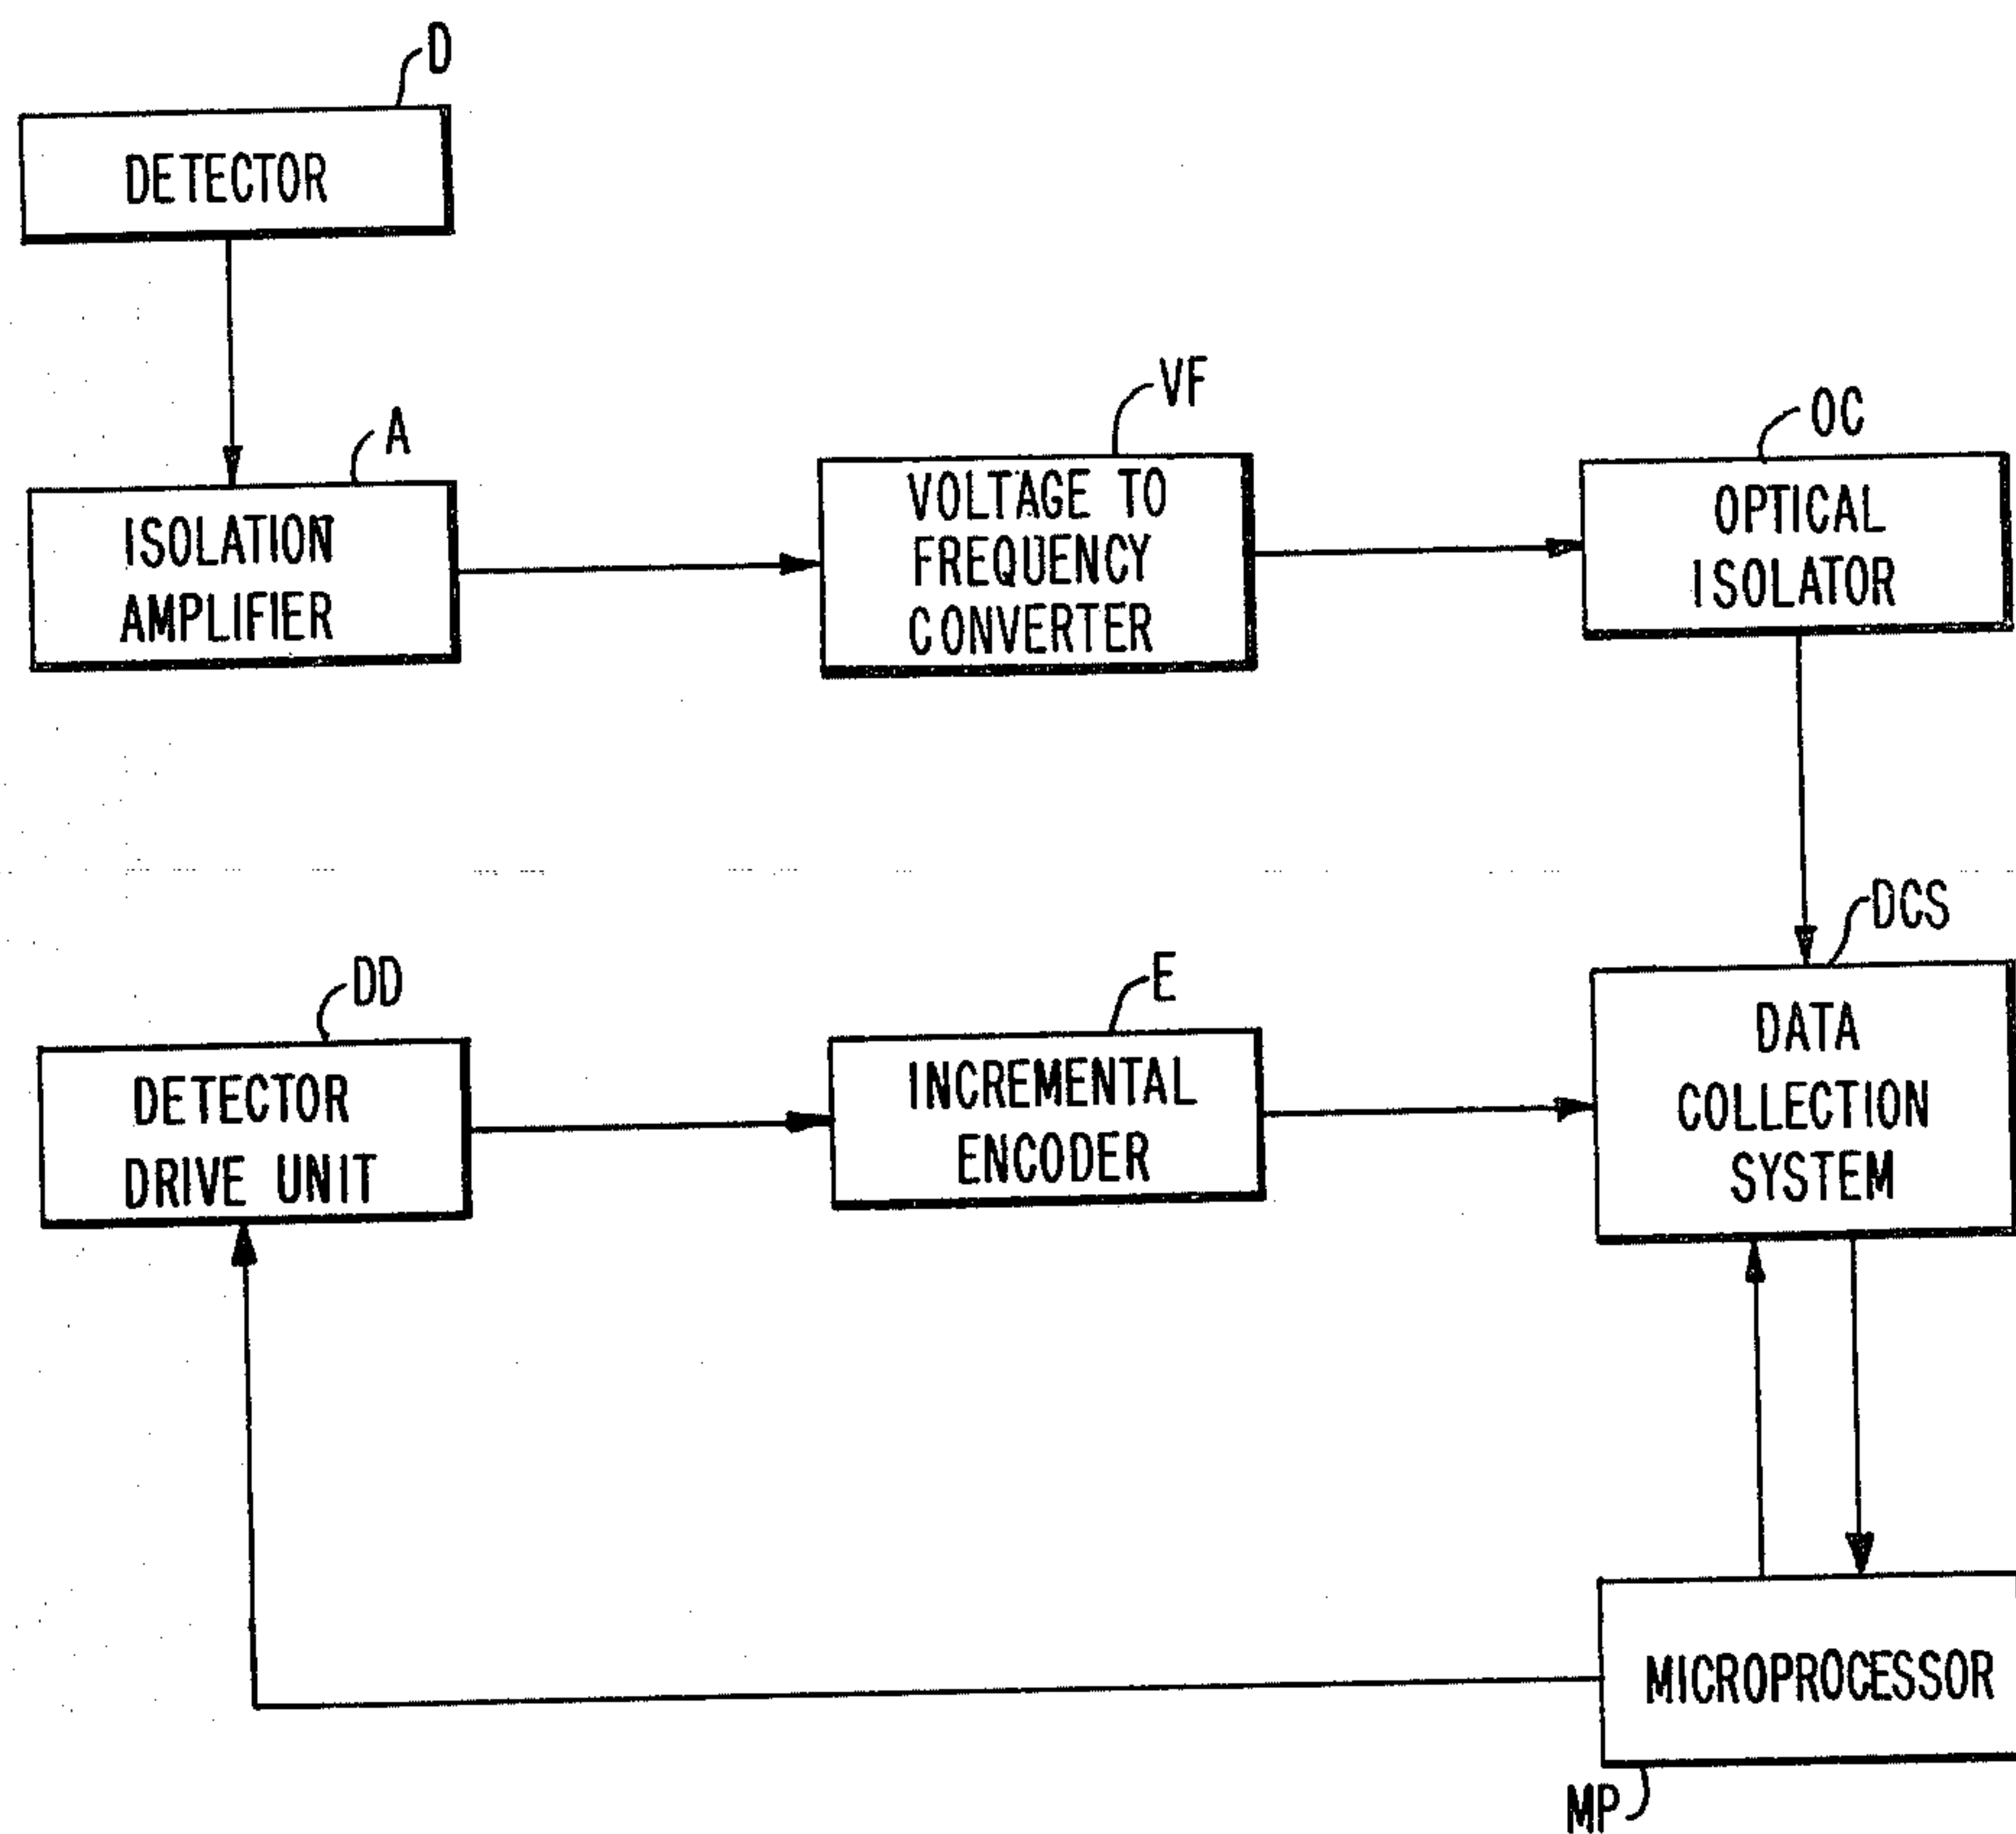 D
DETECTOR
A
ISOLATION
AMPLIFIER
VF
VOLTAGE TO
FREQUENCY
CONVERTER
OC
OPTICAL
ISOLATOR
DD
DETECTOR
DRIVE UNIT
E
INCREMENTAL
ENCODER
DCS
DATA
COLLECTION
SYSTEM
MICROPROCESSOR
MP